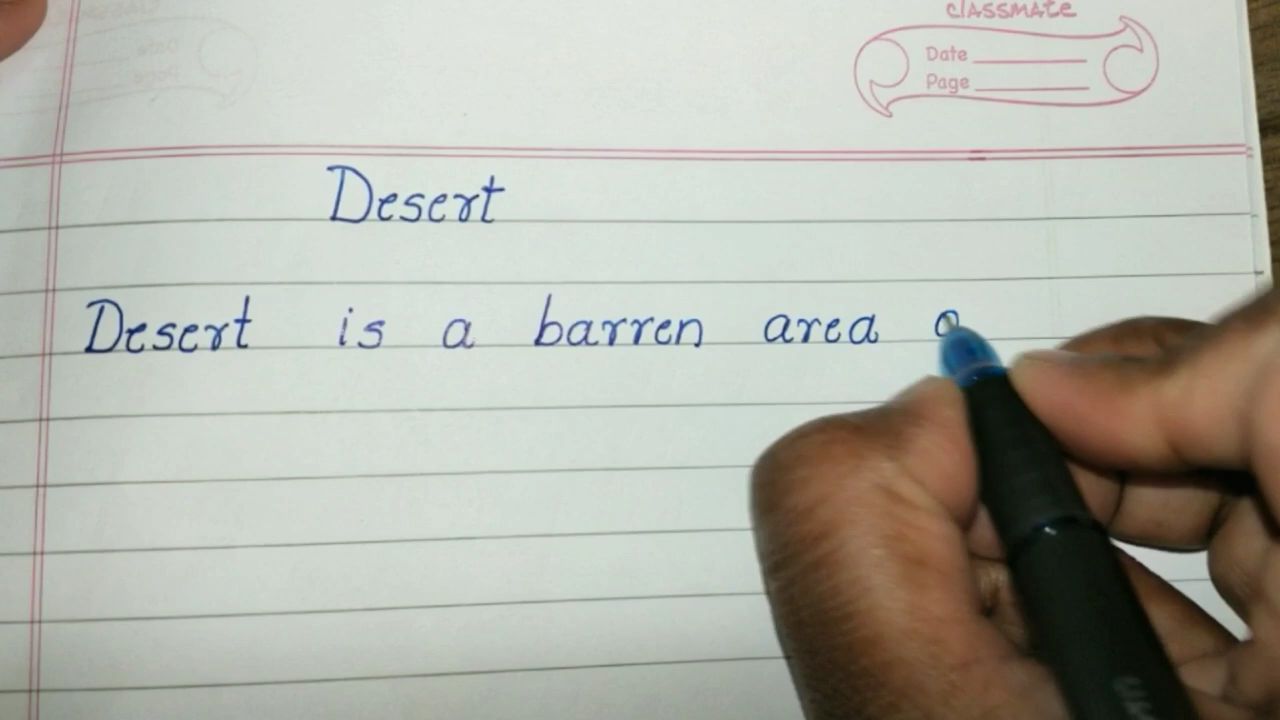 classmate
Date
Page
Desert
Desert is a barren area